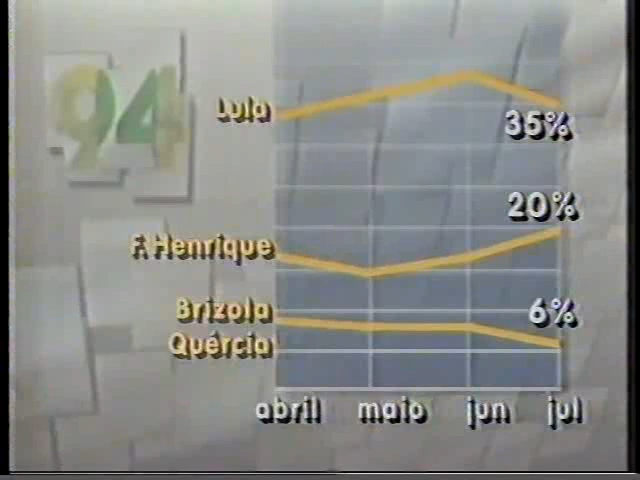 94
Lula
35%
20%
F. Henrique
Brizola
6%
Quércia
abril maio jun jul